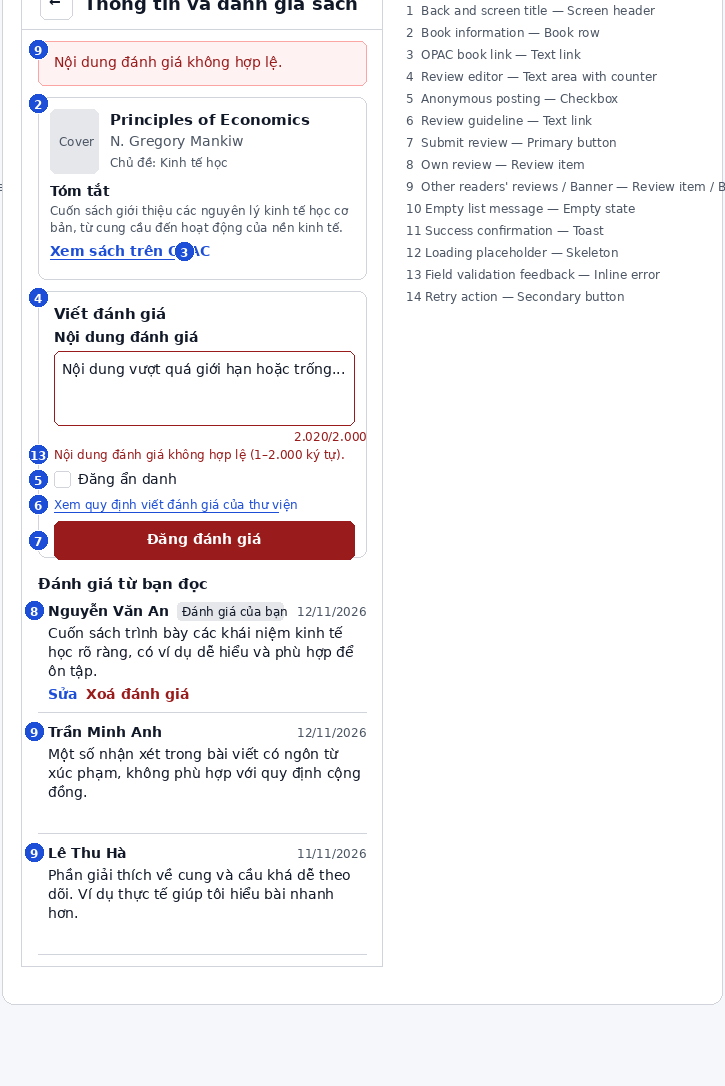 ←
Thông tin và đánh giá sách
9
Nội dung đánh giá không hợp lệ.
2
Cover
Principles of Economics
N. Gregory Mankiw
Chủ đề: Kinh tế học
Tóm tắt
Cuốn sách giới thiệu các nguyên lý kinh tế học cơ
bản, từ cung cầu đến hoạt động của nền kinh tế.
Xem sách trên OPAC
3
4
Viết đánh giá
Nội dung đánh giá
Nội dung vượt quá giới hạn hoặc trống...
2.020/2.000
13
Nội dung đánh giá không hợp lệ (1–2.000 ký tự).
5
Đăng ẩn danh
6
Xem quy định viết đánh giá của thư viện
7
Đăng đánh giá
Đánh giá từ bạn đọc
8
Nguyễn Văn An
Đánh giá của bạn
12/11/2026
Cuốn sách trình bày các khái niệm kinh tế
học rõ ràng, có ví dụ dễ hiểu và phù hợp để
ôn tập.
Sửa Xoá đánh giá
9
Trần Minh Anh
12/11/2026
Một số nhận xét trong bài viết có ngôn từ
xúc phạm, không phù hợp với quy định cộng
đồng.
9
Lê Thu Hà
11/11/2026
Phần giải thích về cung và cầu khá dễ theo
dõi. Ví dụ thực tế giúp tôi hiểu bài nhanh
hơn.
1 Back and screen title — Screen header
2 Book information — Book row
3 OPAC book link — Text link
4 Review editor — Text area with counter
5 Anonymous posting — Checkbox
6 Review guideline — Text link
7 Submit review — Primary button
8 Own review — Review item
9 Other readers' reviews / Banner — Review item / B
10 Empty list message — Empty state
11 Success confirmation — Toast
12 Loading placeholder — Skeleton
13 Field validation feedback — Inline error
14 Retry action — Secondary button